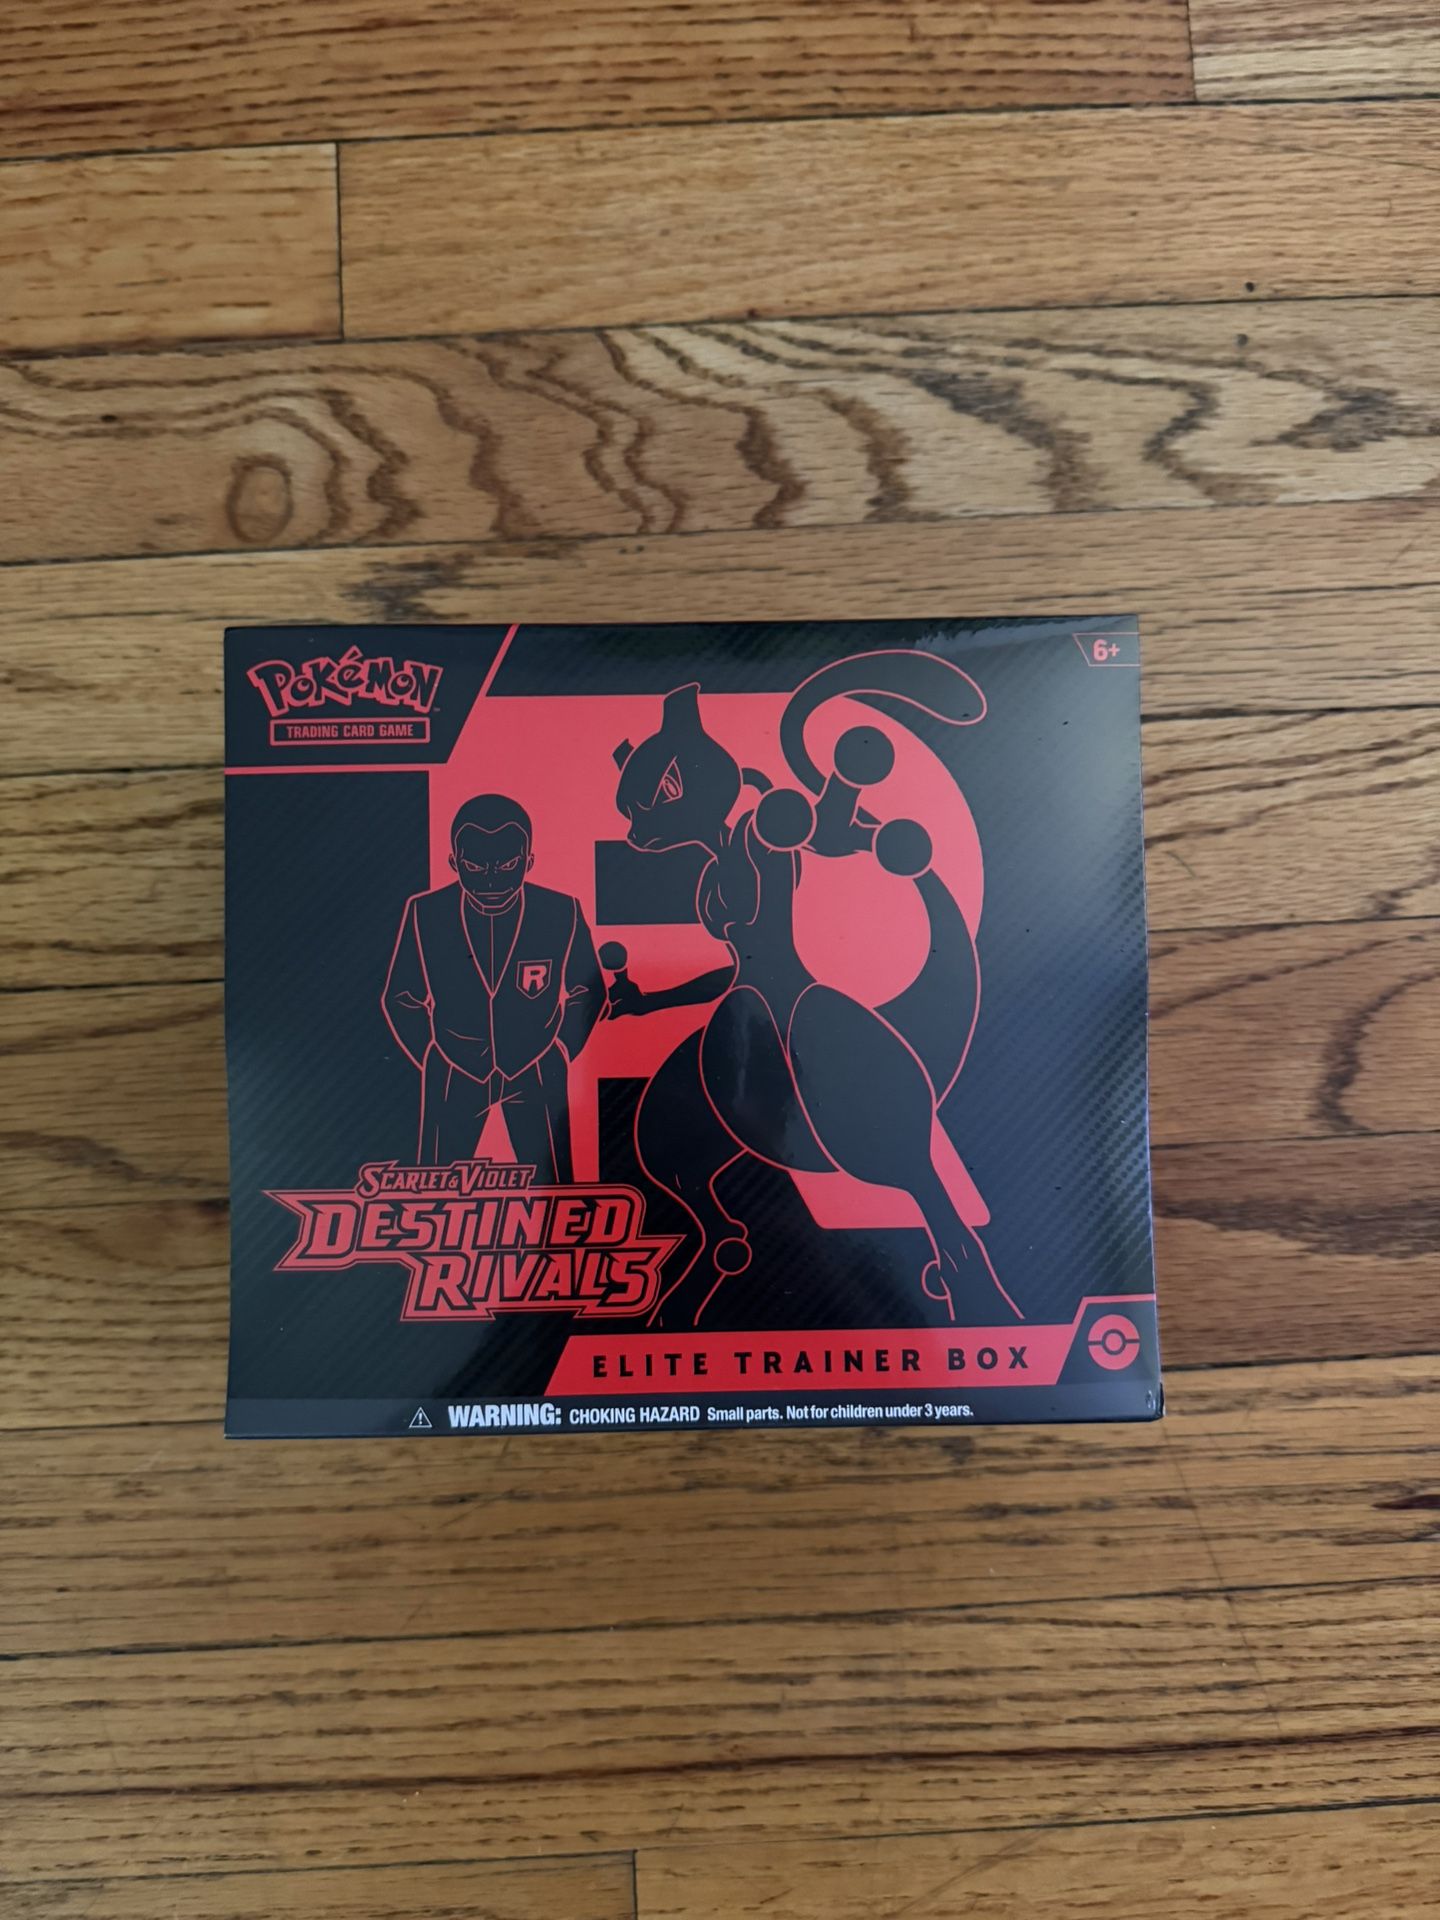 POKéMON
TRADING CARD GAME
6+
R
SCARLET & VIOLET
DESTINED
RIVALS
ELITE TRAINER BOX
⚠ WARNING: CHOKING HAZARD Small parts. Not for children under 3 years.